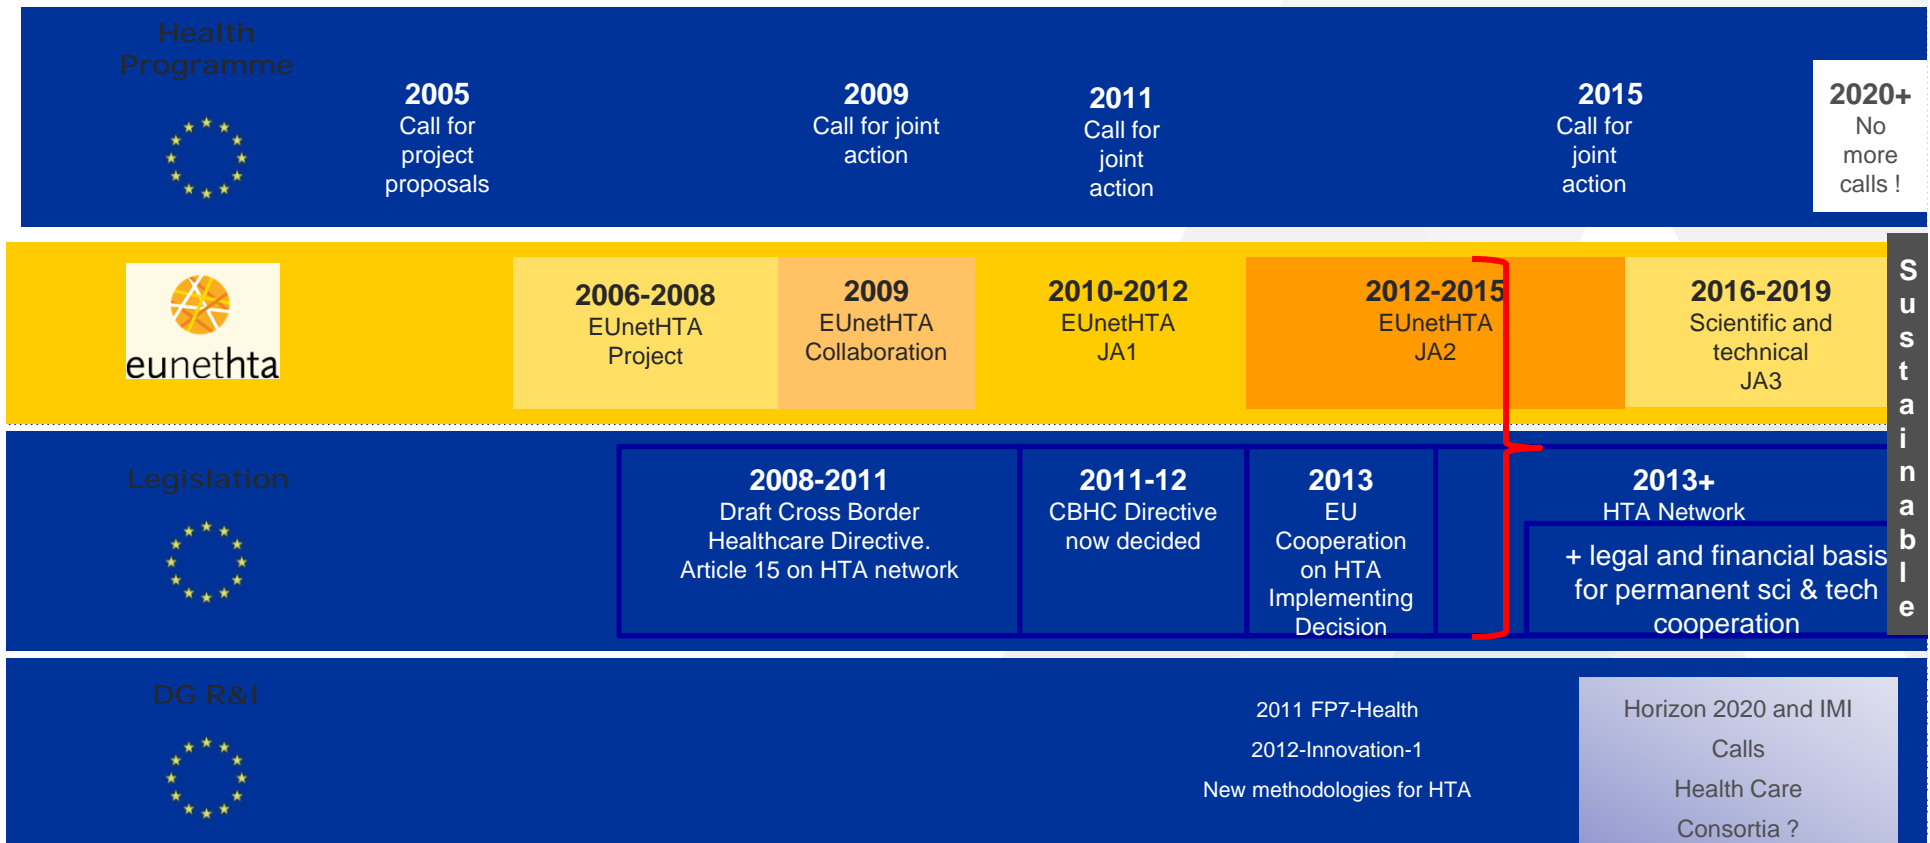 Health
Programme
2005
Call for
project
proposals
2009
Call for joint
action
2011
Call for
joint
action
2015
Call for
joint
action
2020+
No
more
calls !
eunethta
2006-2008
EUnetHTA
Project
2009
EUnetHTA
Collaboration
2010-2012
EUnetHTA
JA1
2012-2015
EUnetHTA
JA2
2016-2019
Scientific and
technical
JA3
Sustainable
Legislation
2008-2011
Draft Cross Border
Healthcare Directive.
Article 15 on HTA network
2011-12
CBHC Directive
now decided
2013
EU
Cooperation
on HTA
Implementing
Decision
2013+
HTA Network
+ legal and financial basis
for permanent sci & tech
cooperation
DG R&I
2011 FP7-Health
2012-Innovation-1
New methodologies for HTA
Horizon 2020 and IMI
Calls
Health Care
Consortia ?